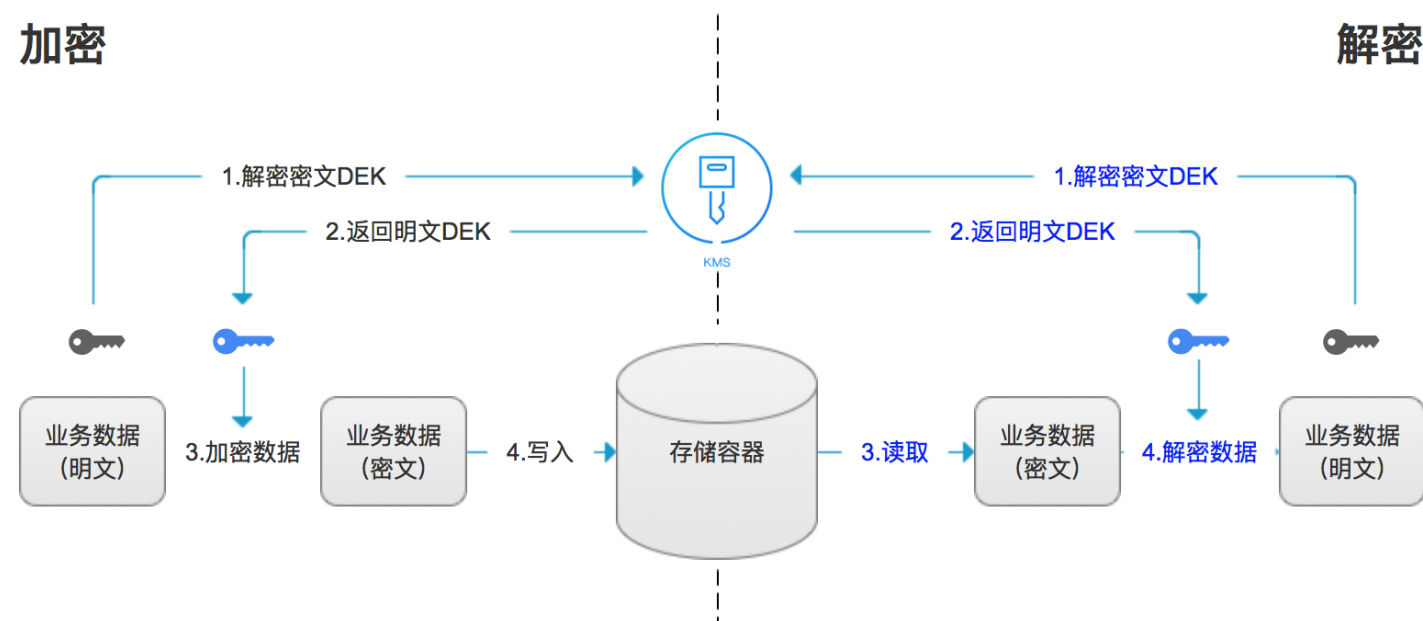 加密
解密
1.解密密文DEK
1.解密密文DEK
2.返回明文DEK
2.返回明文DEK
KMS
业务数据
(明文)
3.加密数据
业务数据
(密文)
4.写入
存储容器
3.读取
业务数据
(密文)
4.解密数据
业务数据
(明文)